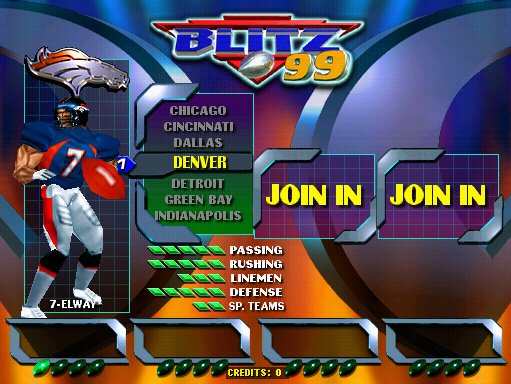 BLITZ
99
CHICAGO
CINCINNATI
DALLAS
DENVER
DETROIT
GREEN BAY
INDIANAPOLIS
7
1
JOIN IN
JOIN IN
PASSING
RUSHING
LINEMEN
DEFENSE
SP. TEAMS
7-ELWAY
CREDITS: 0